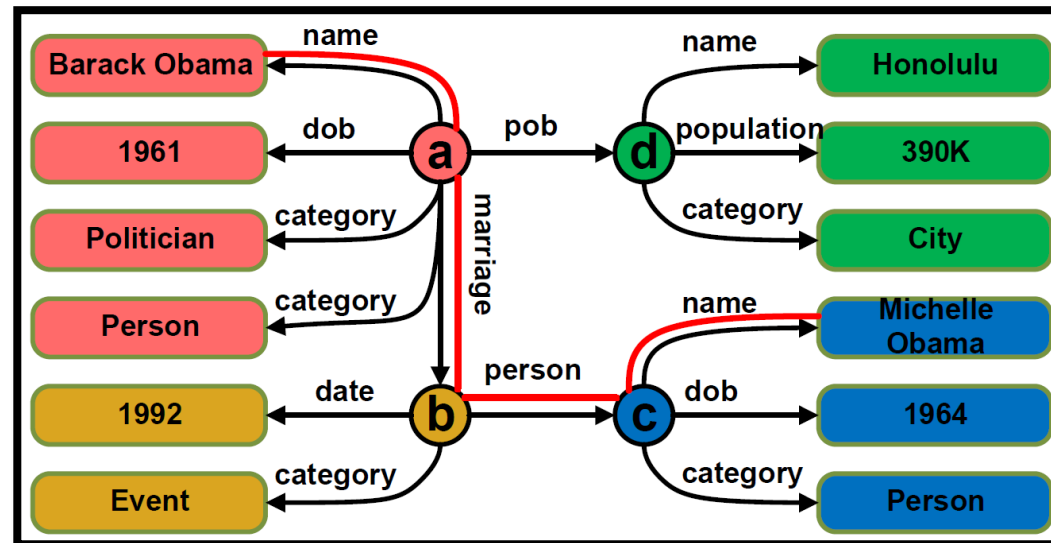 name
Barack Obama
name
Honolulu
dob
1961
a
pob
d
population
390K
category
Politician
marriage
category
City
category
Person
name
Michelle
Obama
date
1992
b
person
c
dob
1964
category
Event
category
Person